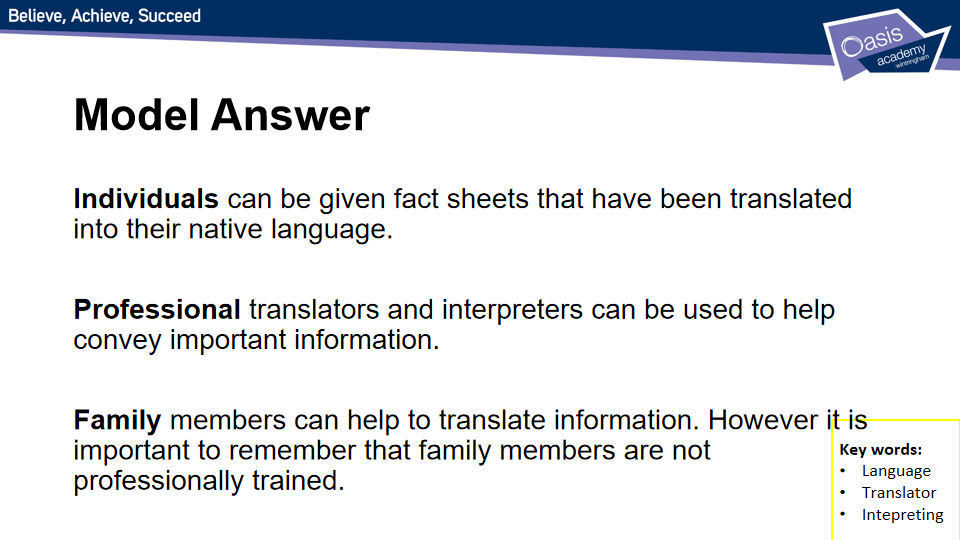 Believe, Achieve, Succeed
Oasis
academy
wintringham
Model Answer
Individuals can be given fact sheets that have been translated
into their native language.
Professional translators and interpreters can be used to help
convey important information.
Family members can help to translate information. However it is
important to remember that family members are not
professionally trained.
Key words:
• Language
• Translator
• Intepreting